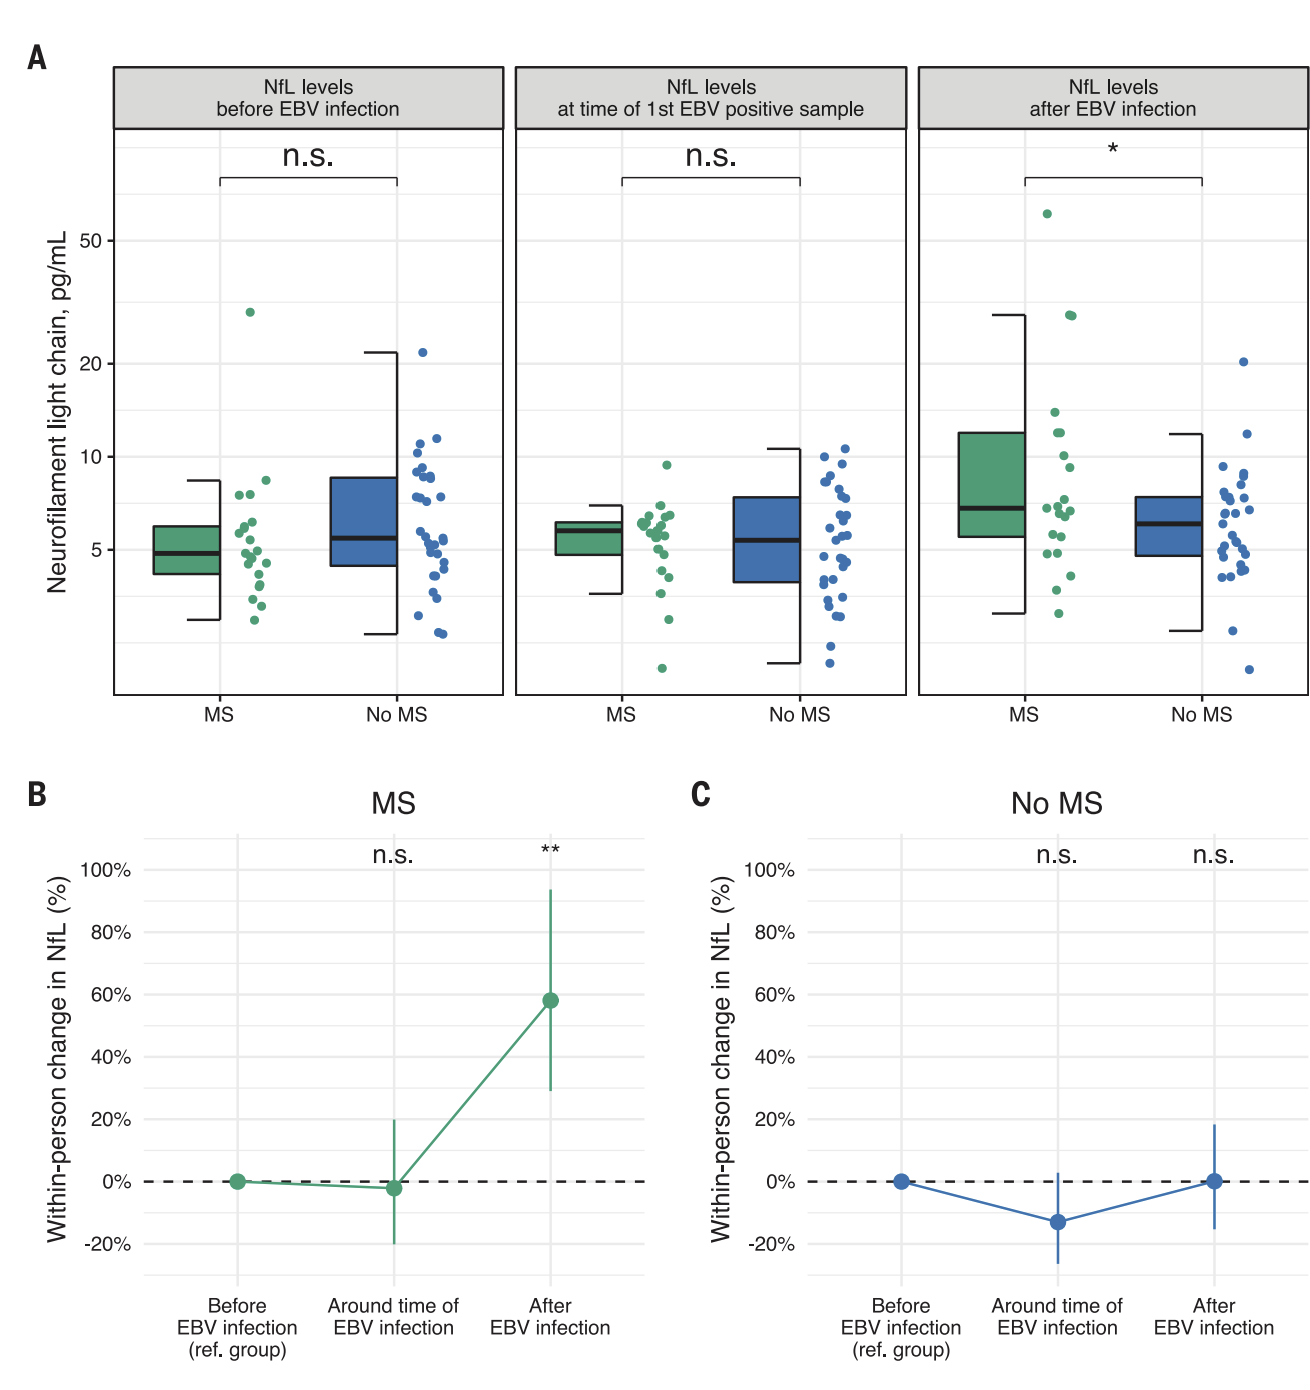 A
NfL levels
before EBV infection
NfL levels
at time of 1st EBV positive sample
NfL levels
after EBV infection
n.s.
n.s.
*
Neurofilament light chain, pg/mL
50
20
10
5
MS
No MS
MS
No MS
MS
No MS
B
MS
n.s.
**
Within-person change in NfL (%)
100%
80%
60%
40%
20%
0%
-20%
Before
EBV infection
(ref. group)
Around time of
EBV infection
After
EBV infection
C
No MS
n.s.
n.s.
Within-person change in NfL (%)
100%
80%
60%
40%
20%
0%
-20%
Before
EBV infection
(ref. group)
Around time of
EBV infection
After
EBV infection